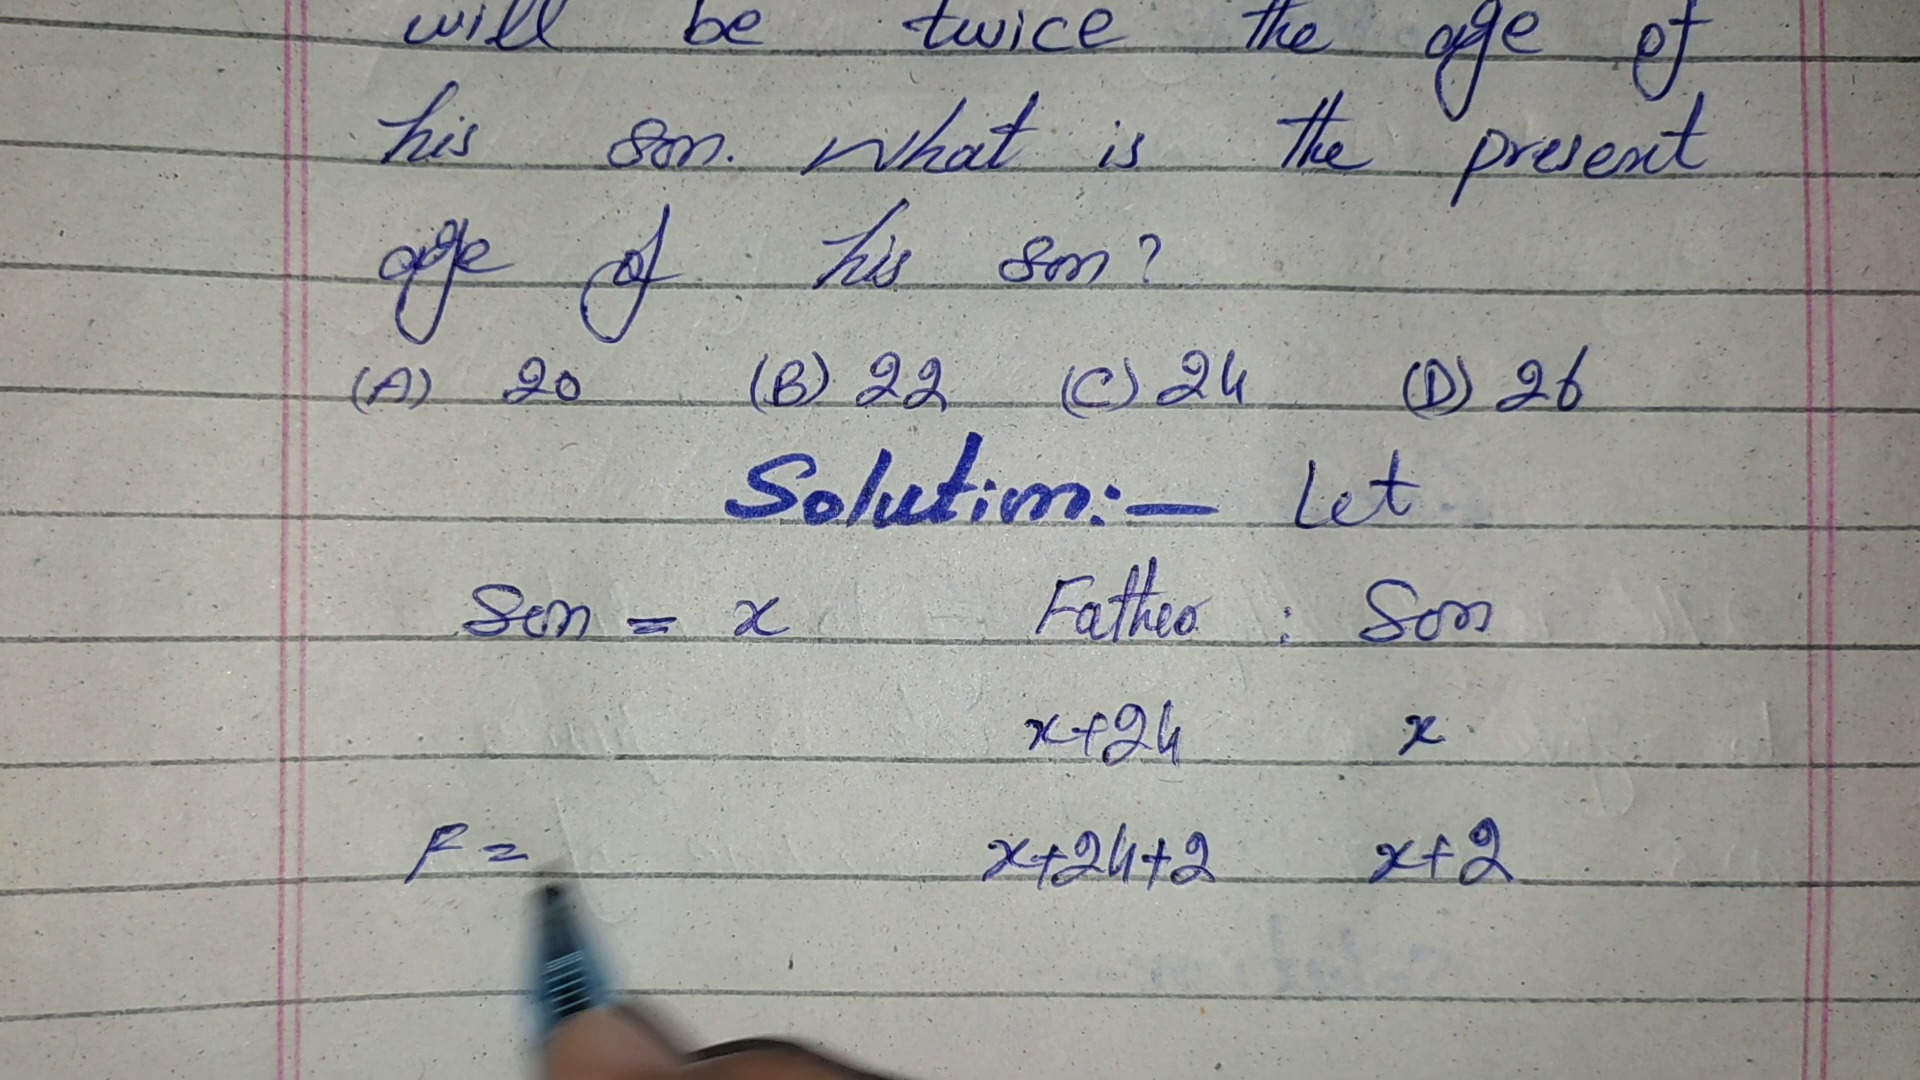 will be twice the age of
his son. What is the present
age of his son?
(A) 20 (B) 22 (C) 24 (D) 26
Solution:- Let
Son = x Father : Son
x+24 x
F = x+24+2 x+2